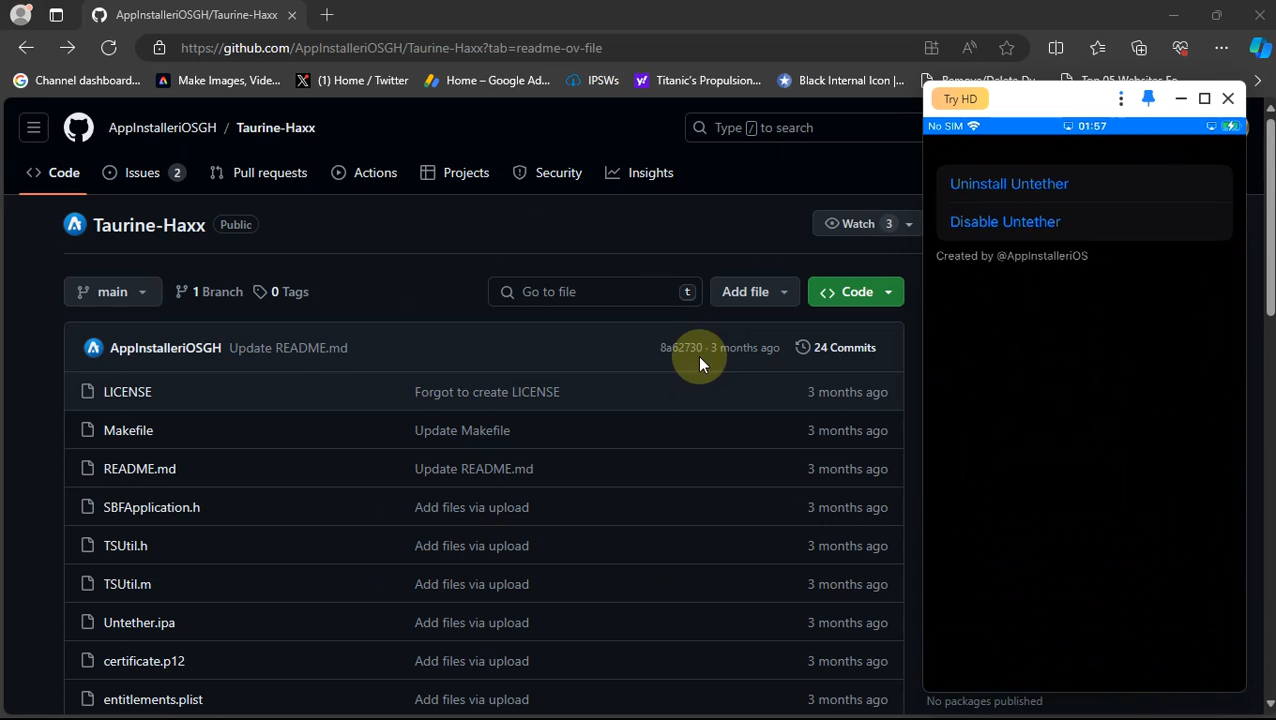 AppInstalleriOSGH/Taurine-Haxx
https://github.com/AppInstalleriOSGH/Taurine-Haxx?tab=readme-ov-file
Channel dashboard...
Make Images, Vide...
(1) Home / Twitter
Home – Google Ad...
IPSWs
Titanic's Propulsion...
Black Internal Icon |...
AppInstalleriOSGH / Taurine-Haxx
Type / to search
Code
Issues 2
Pull requests
Actions
Projects
Security
Insights
Taurine-Haxx Public
Watch 3
main
1 Branch
0 Tags
Go to file t
Add file
Code
AppInstalleriOSGH Update README.md 8a62730 · 3 months ago 24 Commits
LICENSE Forgot to create LICENSE 3 months ago
Makefile Update Makefile 3 months ago
README.md Update README.md 3 months ago
SBFApplication.h Add files via upload 3 months ago
TSUtil.h Add files via upload 3 months ago
TSUtil.m Add files via upload 3 months ago
Untether.ipa Add files via upload 3 months ago
certificate.p12 Add files via upload 3 months ago
entitlements.plist Add files via upload 3 months ago
Try HD
No SIM 01:57
Uninstall Untether
Disable Untether
Created by @AppInstalleriOS
No packages published